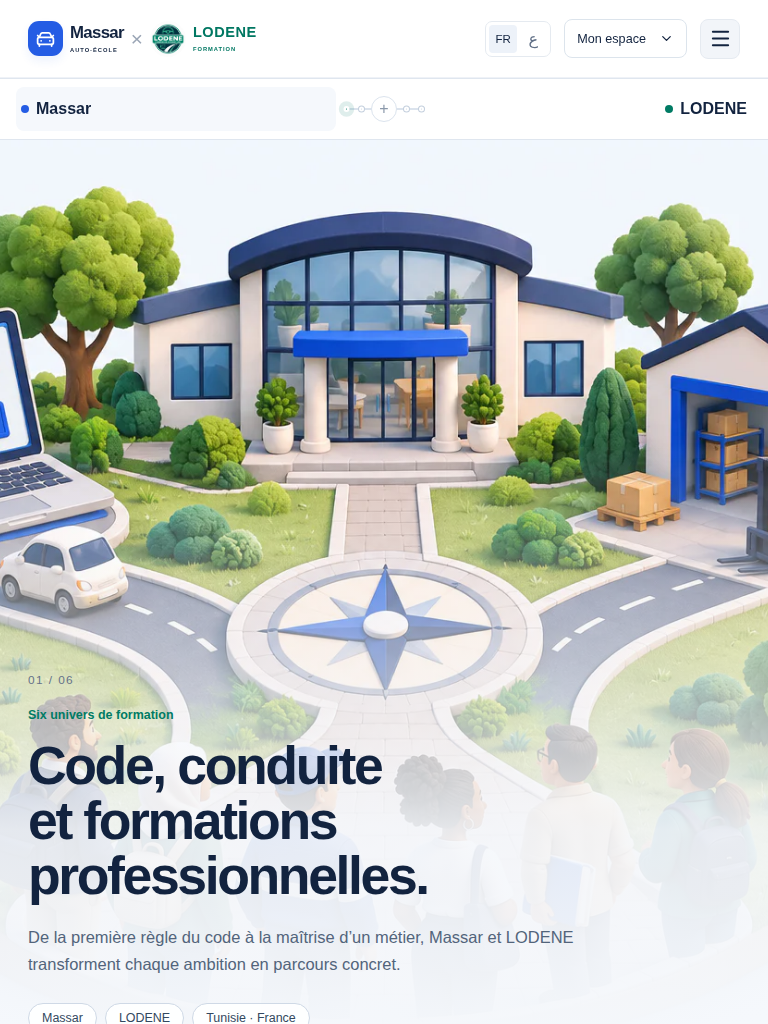 Massar
AUTO-ÉCOLE
×
LODENE
LODENE
FORMATION
FR
ع
Mon espace
Massar
+
LODENE
01 / 06
Six univers de formation
Code, conduite
et formations
professionnelles.
De la première règle du code à la maîtrise d’un métier, Massar et LODENE
transforment chaque ambition en parcours concret.
Massar
LODENE
Tunisie · France